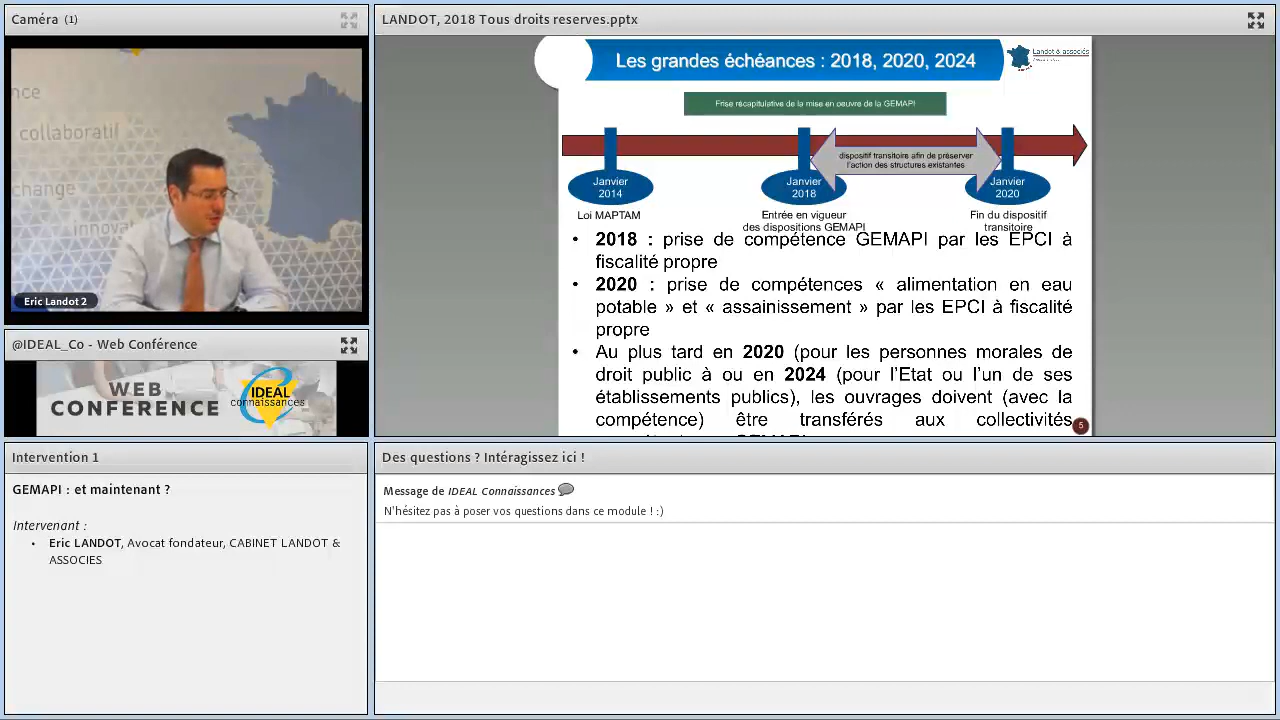 Caméra (1)
nce
collaboratif
change
innova
Eric Landot 2
@IDEAL_Co - Web Conférence
WEB
CONFERENCE
IDEAL
connaissances
Intervention 1
GEMAPI : et maintenant ?
Intervenant :
• Eric LANDOT, Avocat fondateur, CABINET LANDOT &
ASSOCIES
LANDOT, 2018 Tous droits reserves.pptx
Les grandes échéances : 2018, 2020, 2024
Landot & associés
Frise récapitulative de la mise en oeuvre de la GEMAPI
dispositif transitoire afin de préserver
l'action des structures existantes
Janvier
2014
Janvier
2018
Janvier
2020
Loi MAPTAM
Entrée en vigueur
des dispositions GEMAPI
Fin du dispositif
transitoire
• 2018 : prise de compétence GEMAPI par les EPCI à
fiscalité propre
• 2020 : prise de compétences « alimentation en eau
potable » et « assainissement » par les EPCI à fiscalité
propre
• Au plus tard en 2020 (pour les personnes morales de
droit public à ou en 2024 (pour l'Etat ou l'un de ses
établissements publics), les ouvrages doivent (avec la
compétence) être transférés aux collectivités
5
Des questions ? Intéragissez ici !
Message de IDEAL Connaissances
N'hésitez pas à poser vos questions dans ce module ! :)